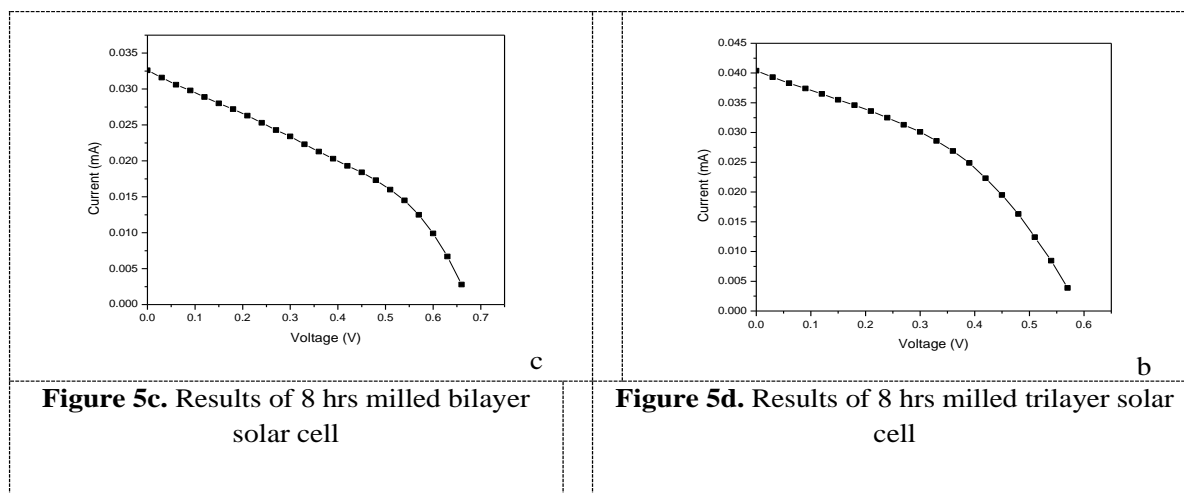 0.035
0.030
0.025
0.020
0.015
0.010
0.005
0.000
Current (mA)
0.0 0.1 0.2 0.3 0.4 0.5 0.6 0.7
Voltage (V)
c
0.045
0.040
0.035
0.030
0.025
0.020
0.015
0.010
0.005
0.000
Current (mA)
0.0 0.1 0.2 0.3 0.4 0.5 0.6
Voltage (V)
b
Figure 5c. Results of 8 hrs milled bilayer
solar cell
Figure 5d. Results of 8 hrs milled trilayer solar
cell